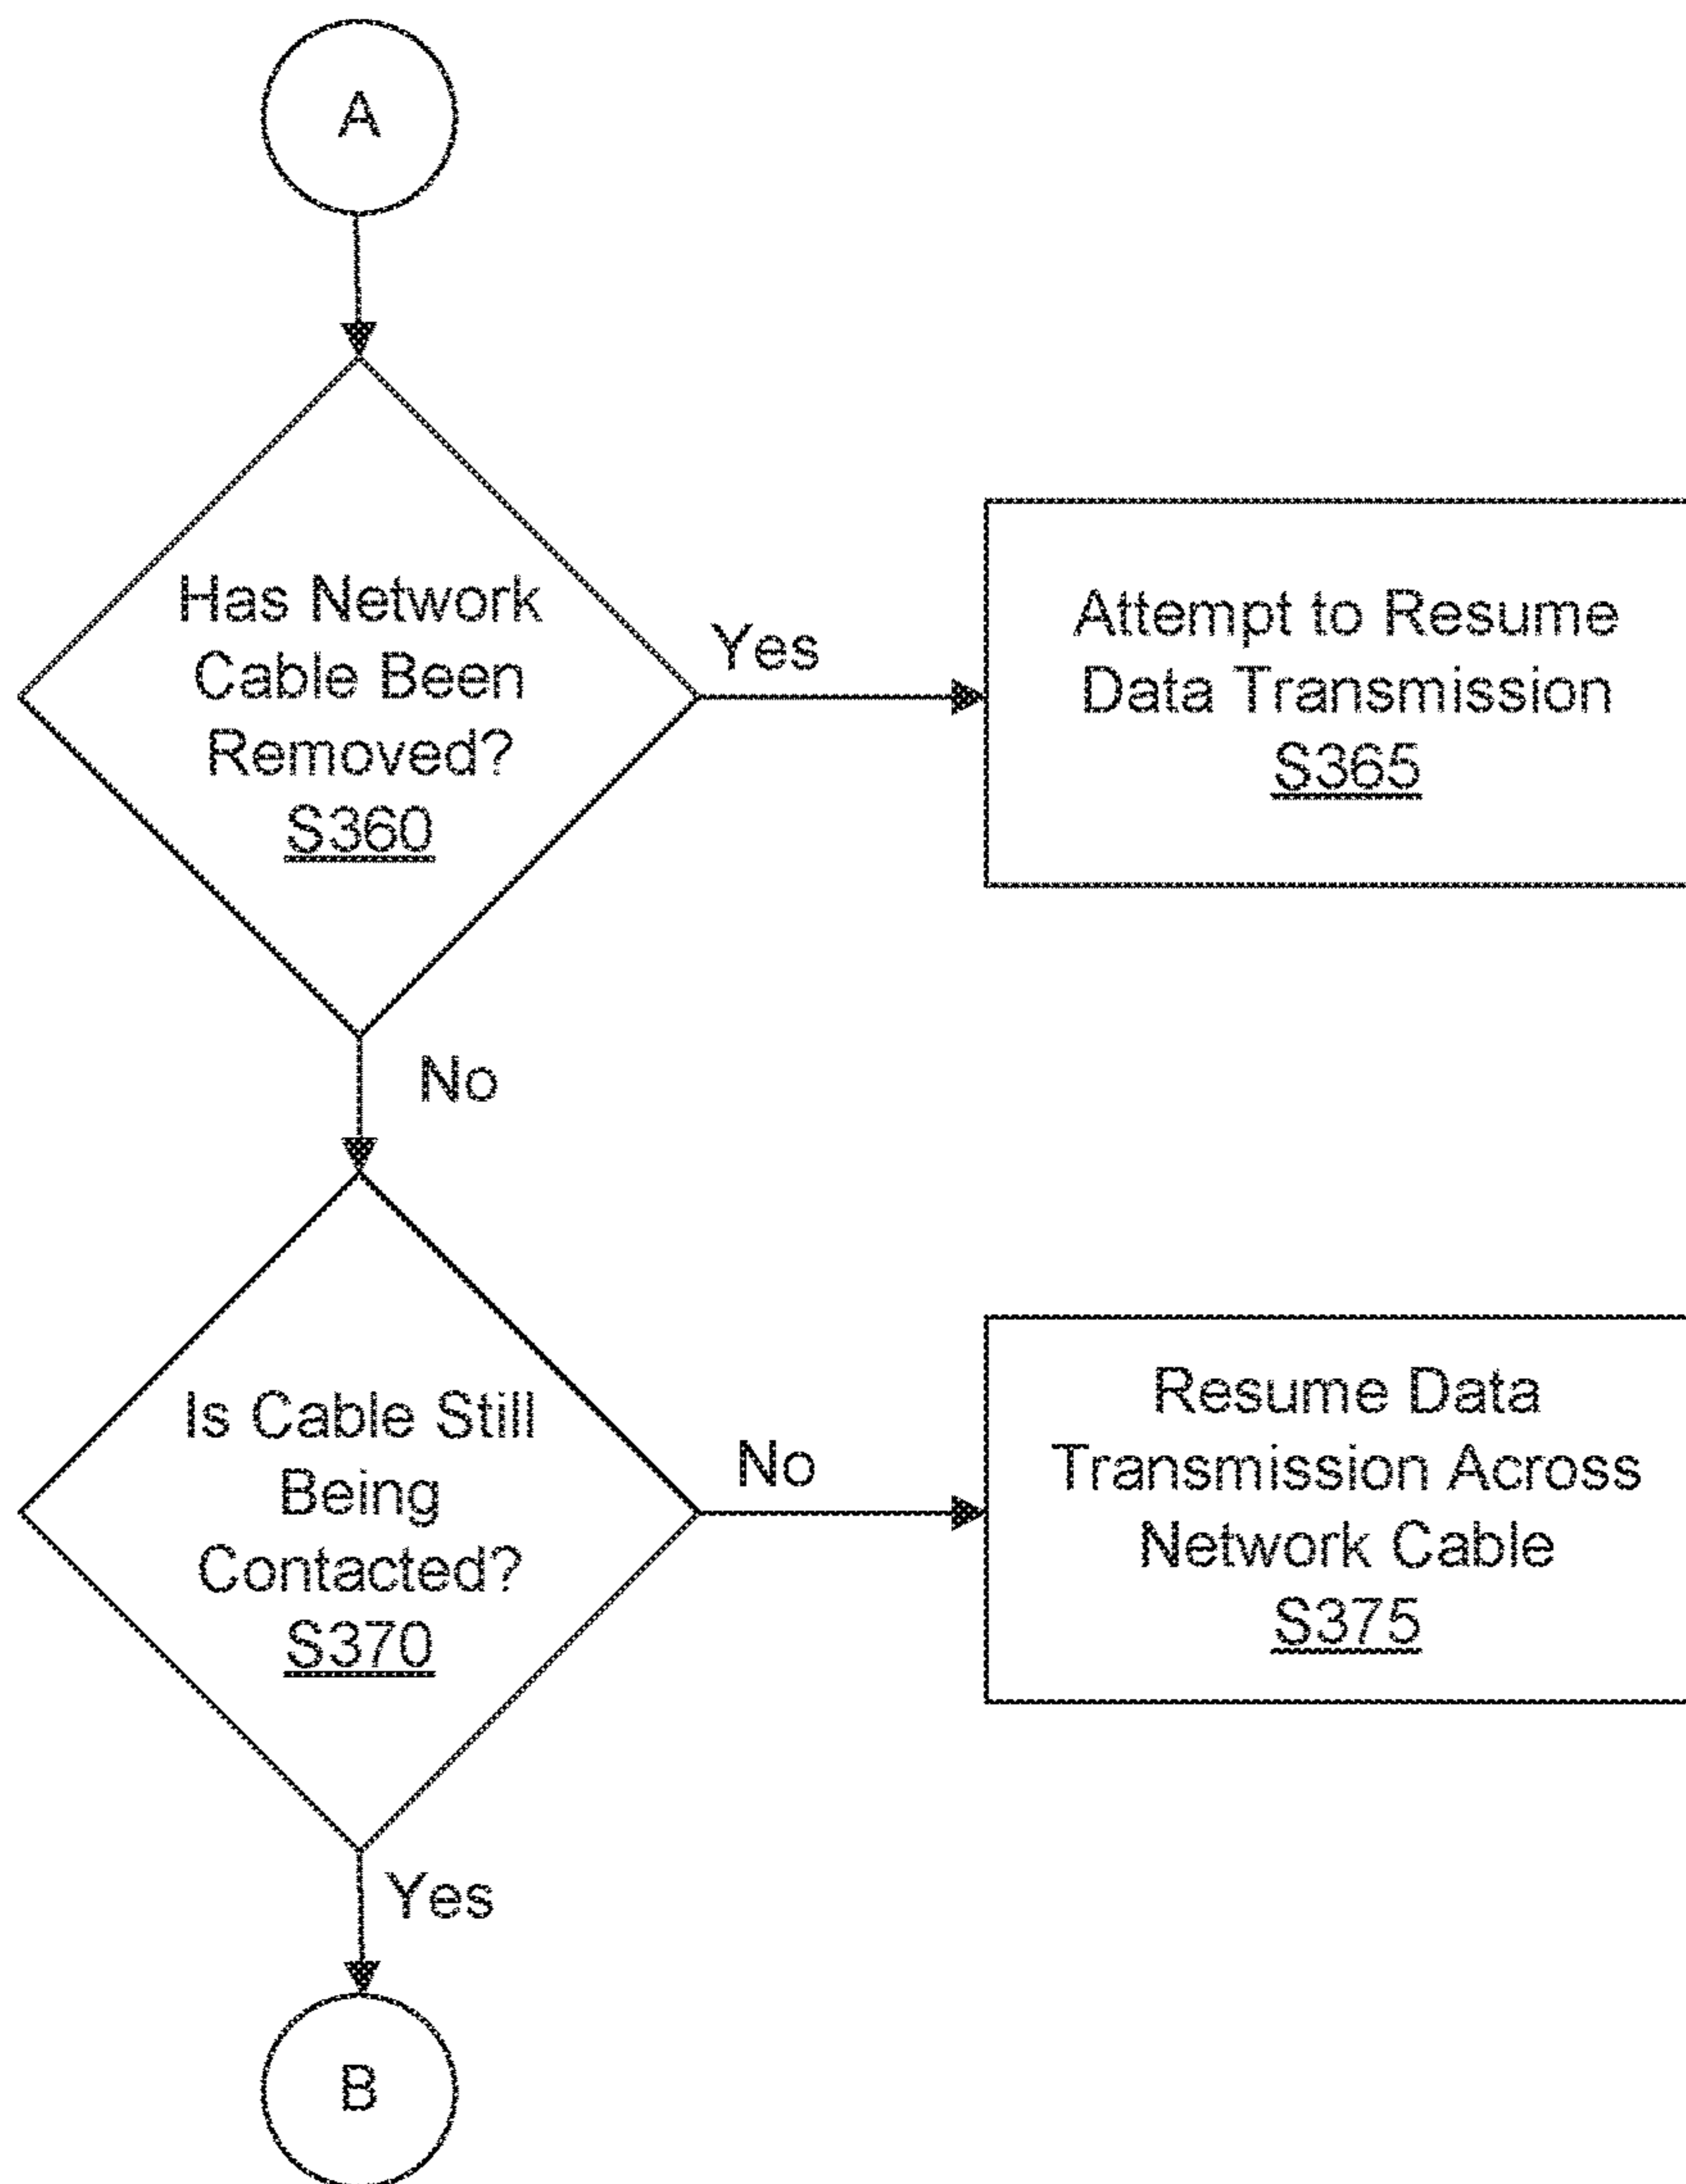 A
Has Network
Cable Been
Removed?
S360
Yes
Attempt to Resume
Data Transmission
S365
No
Is Cable Still
Being
Contacted?
S370
No
Resume Data
Transmission Across
Network Cable
S375
Yes
B